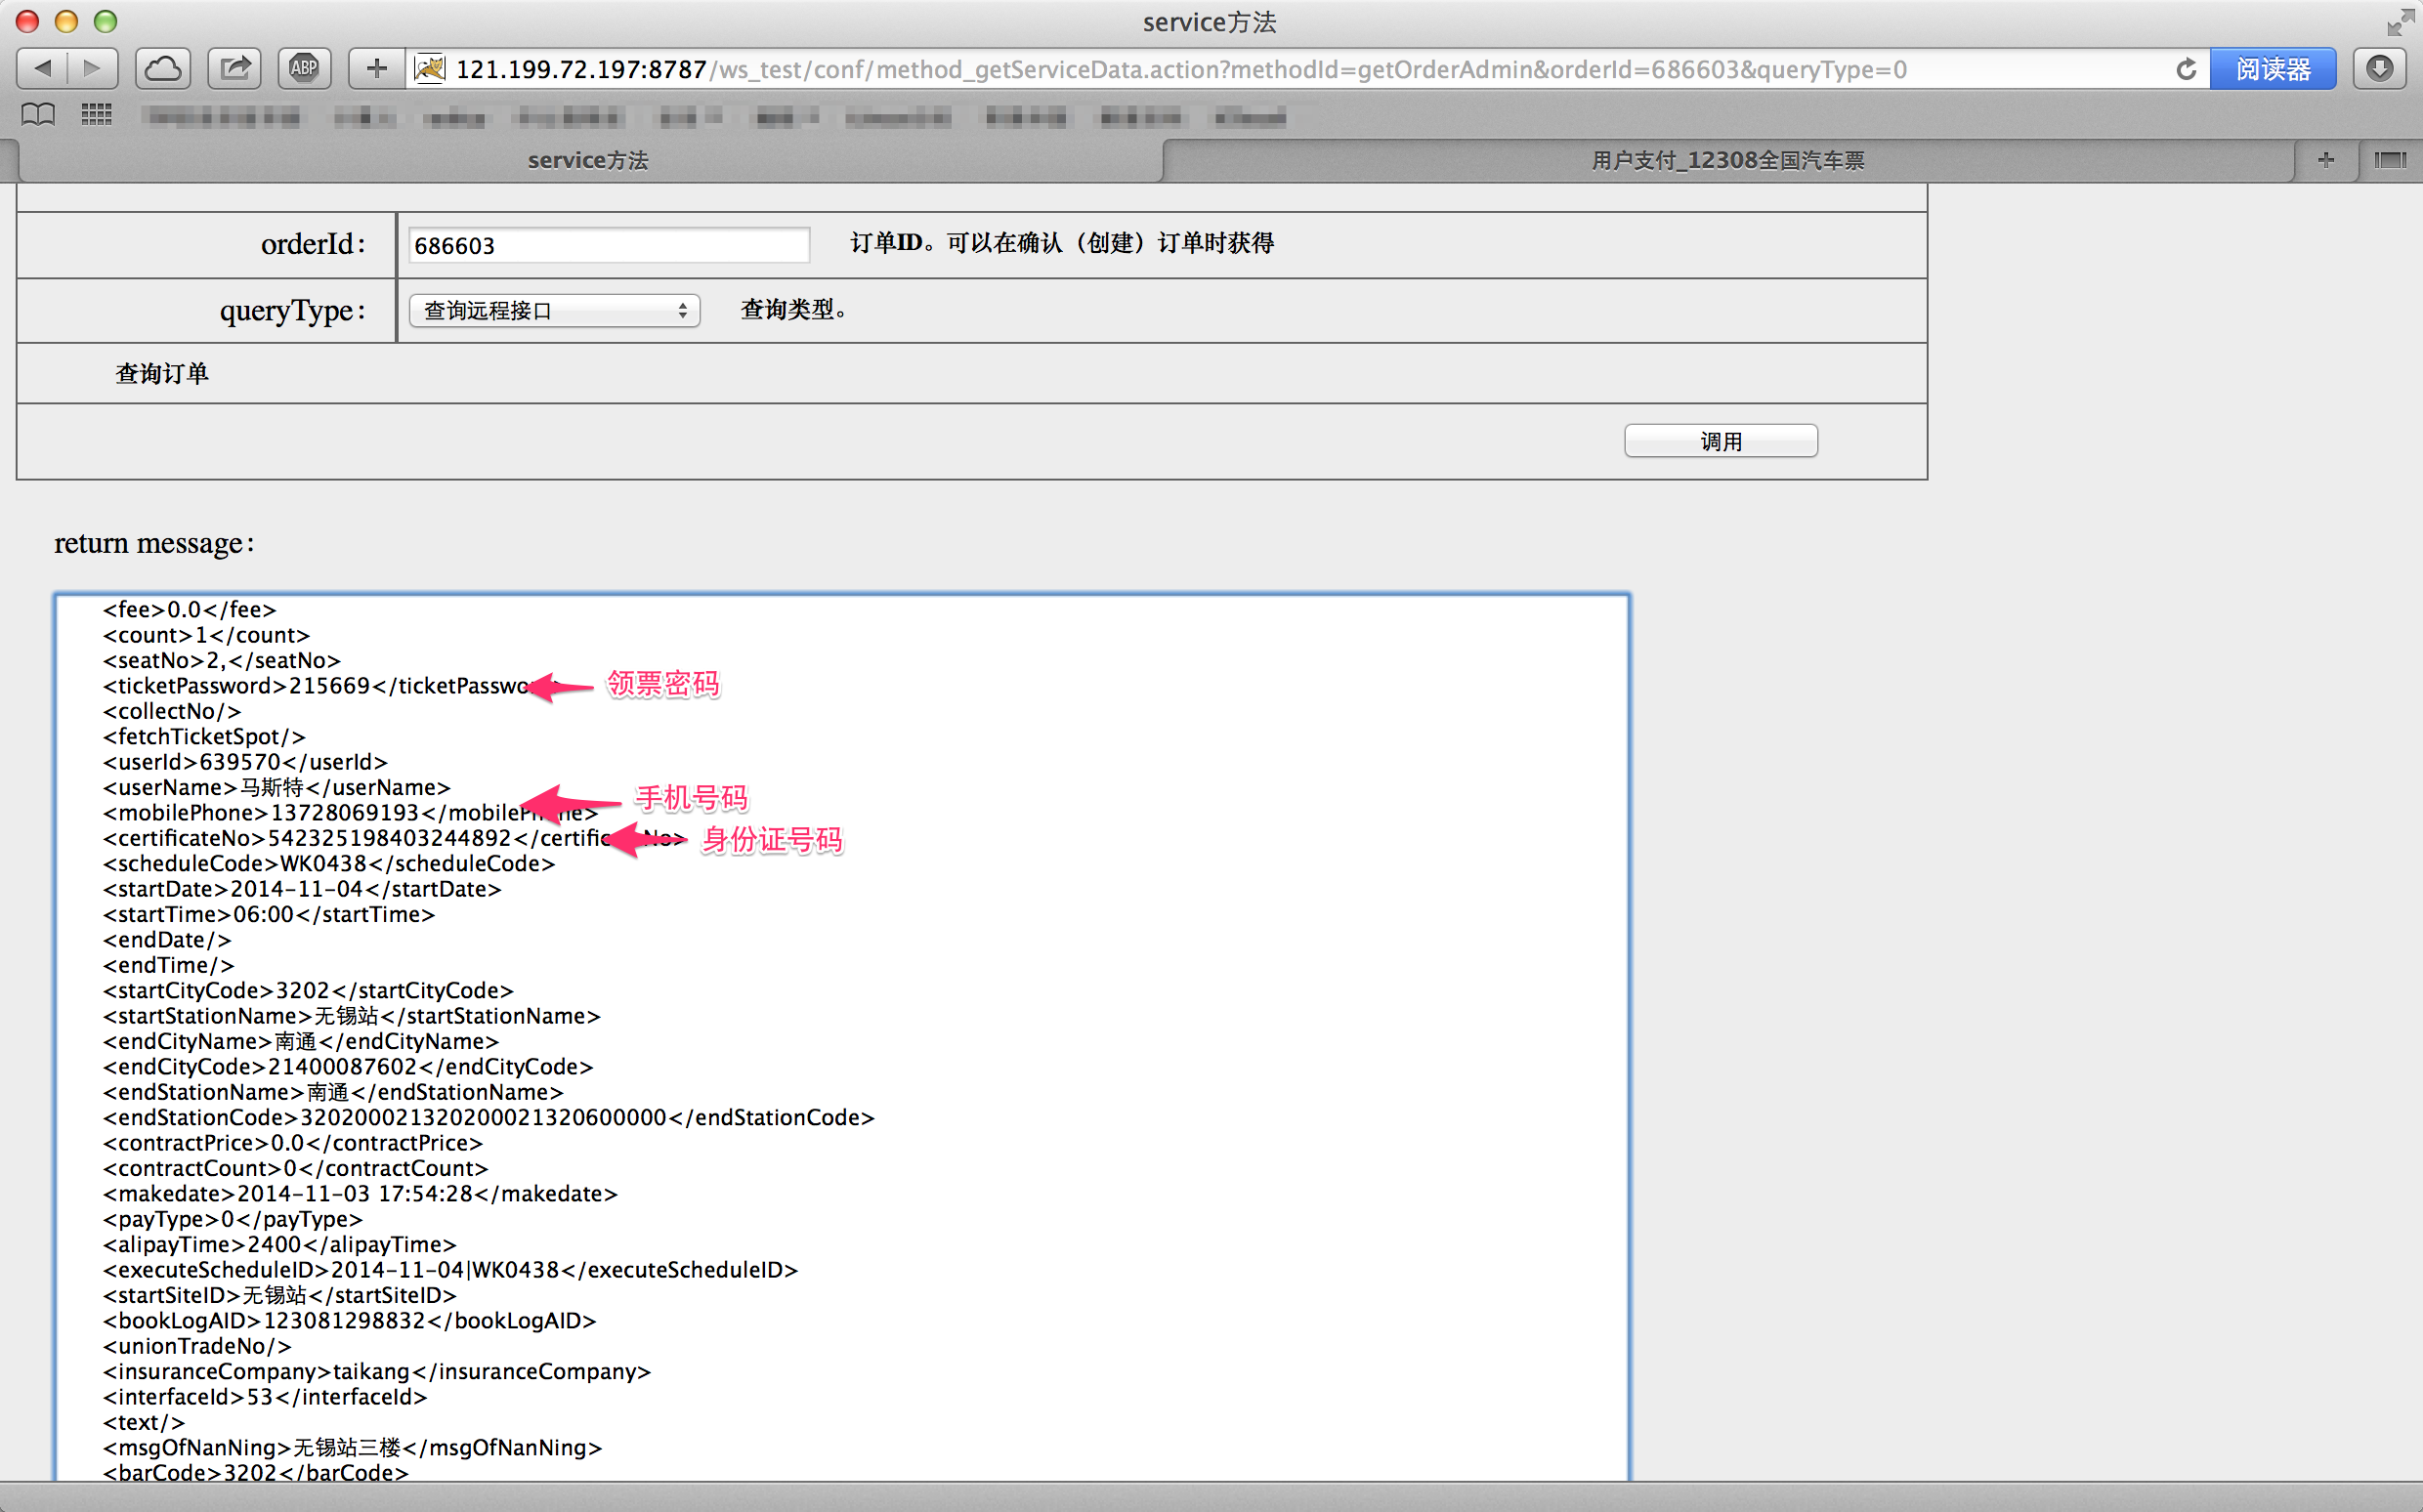 service方法
ABP
121.199.72.197:8787/ws_test/conf/method_getServiceData.action?methodId=getOrderAdmin&orderId=686603&queryType=0
阅读器
service方法
用户支付_12308全国汽车票
orderId: 686603 订单ID。可以在确认（创建）订单时获得
queryType: 查询远程接口 查询类型。
查询订单
调用
return message:
<fee>0.0</fee>
<count>1</count>
<seatNo>2,</seatNo>
<ticketPassword>215669</ticketPassword> 领票密码
<collectNo/>
<fetchTicketSpot/>
<userId>639570</userId>
<userName>马斯特</userName>
<mobilePhone>13728069193</mobilePhone> 手机号码
<certificateNo>542325198403244892</certificateNo> 身份证号码
<scheduleCode>WK0438</scheduleCode>
<startDate>2014-11-04</startDate>
<startTime>06:00</startTime>
<endDate/>
<endTime/>
<startCityCode>3202</startCityCode>
<startStationName>无锡站</startStationName>
<endCityName>南通</endCityName>
<endCityCode>21400087602</endCityCode>
<endStationName>南通</endStationName>
<endStationCode>3202000213202000213206​00000</endStationCode>
<contractPrice>0.0</contractPrice>
<contractCount>0</contractCount>
<makedate>2014-11-03 17:54:28</makedate>
<payType>0</payType>
<alipayTime>2400</alipayTime>
<executeScheduleID>2014-11-04|WK0438</executeScheduleID>
<startSiteID>无锡站</startSiteID>
<bookLogAID>123081298832</bookLogAID>
<unionTradeNo/>
<insuranceCompany>taikang</insuranceCompany>
<interfaceId>53</interfaceId>
<text/>
<msgOfNanNing>无锡站三楼</msgOfNanNing>
<barCode>3202</barCode>